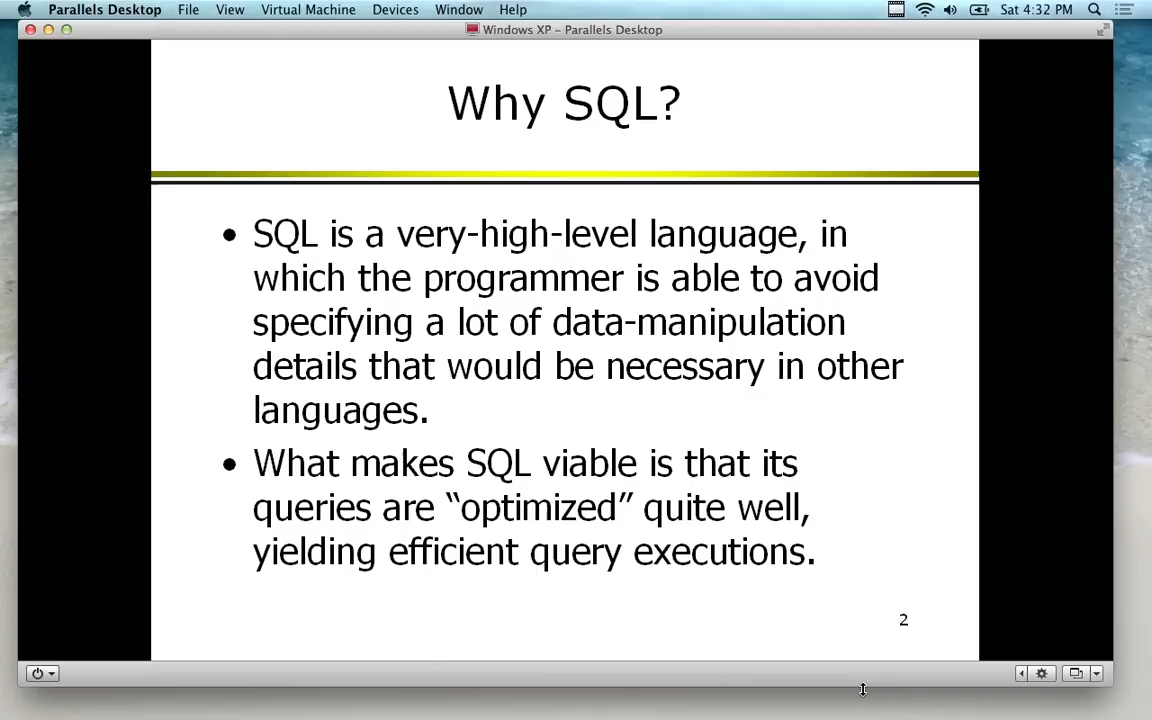 Parallels Desktop File View Virtual Machine Devices Window Help Sat 4:32 PM
Windows XP - Parallels Desktop
Why SQL?
• SQL is a very-high-level language, in
which the programmer is able to avoid
specifying a lot of data-manipulation
details that would be necessary in other
languages.
• What makes SQL viable is that its
queries are “optimized” quite well,
yielding efficient query executions.
2